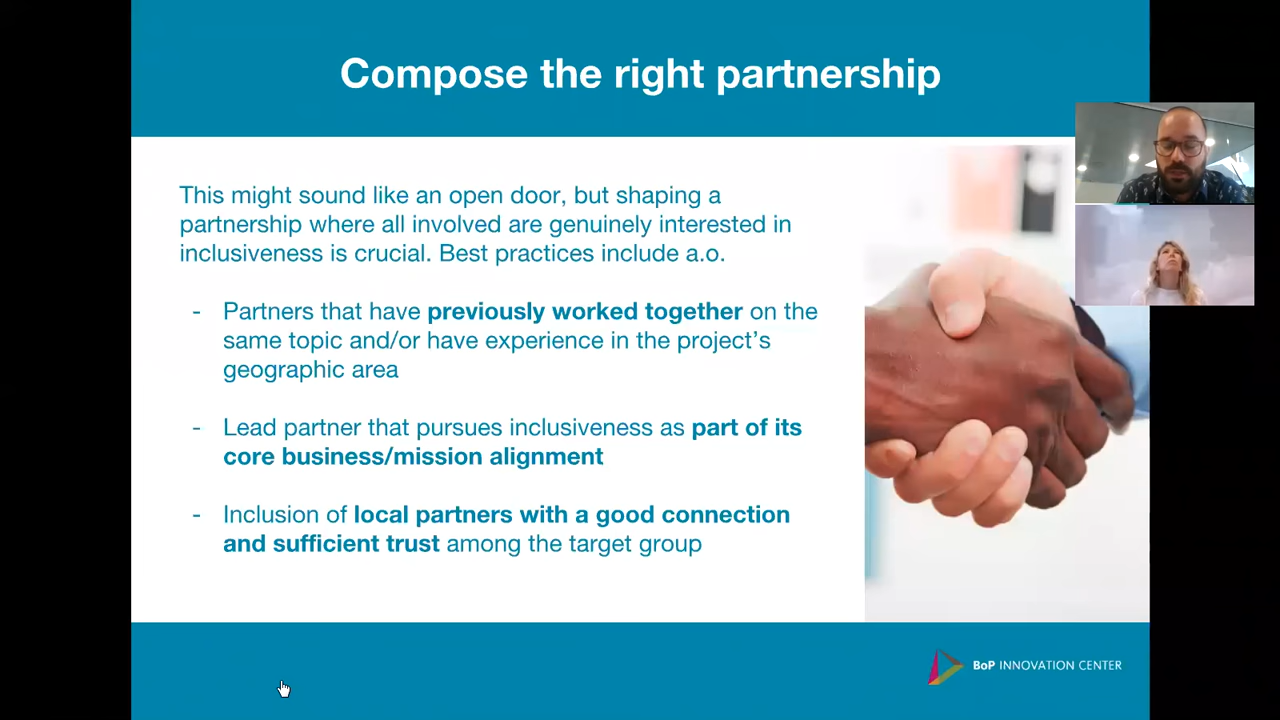 Compose the right partnership
This might sound like an open door, but shaping a
partnership where all involved are genuinely interested in
inclusiveness is crucial. Best practices include a.o.
- Partners that have previously worked together on the
same topic and/or have experience in the project's
geographic area
- Lead partner that pursues inclusiveness as part of its
core business/mission alignment
- Inclusion of local partners with a good connection
and sufficient trust among the target group
BoP INNOVATION CENTER